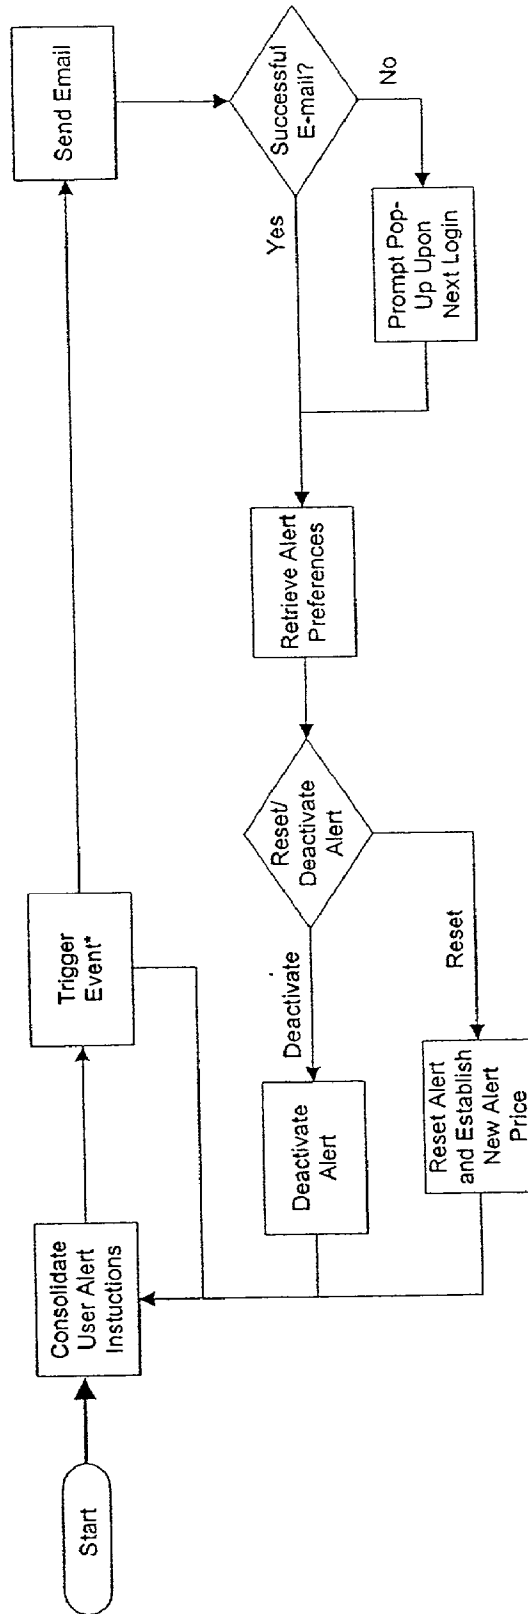 Start
Consolidate
User Alert
Instuctions
Trigger
Event*
Send Email
Successful
E-mail?
No
Yes
Prompt Pop-
Up Upon
Next Login
Retrieve Alert
Preferences
Reset/
Deactivate
Alert
Deactivate
Deactivate
Alert
Reset
Reset Alert
and Establish
New Alert
Price